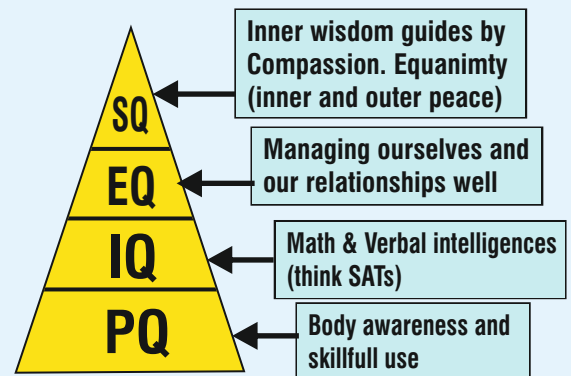 SQ
Inner wisdom guides by
Compassion. Equanimty
(inner and outer peace)
EQ
Managing ourselves and
our relationships well
IQ
Math & Verbal intelligences
(think SATs)
PQ
Body awareness and
skillfull use